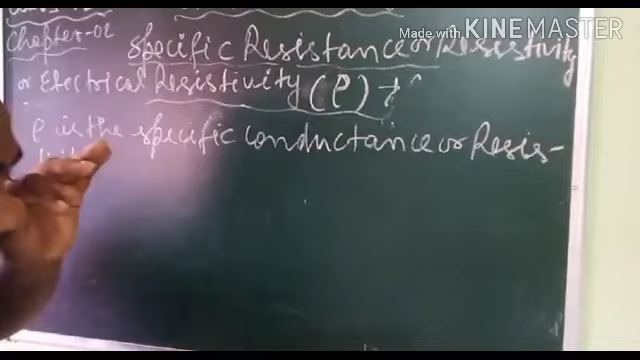 Made with KINEMASTER
Chapter-02 Specific Resistance or Resistivity
or Electrical Resistivity (ρ)
ρ is the specific conductance or Resis-